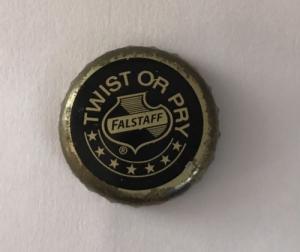 TWIST OR PRY
FALSTAFF
®